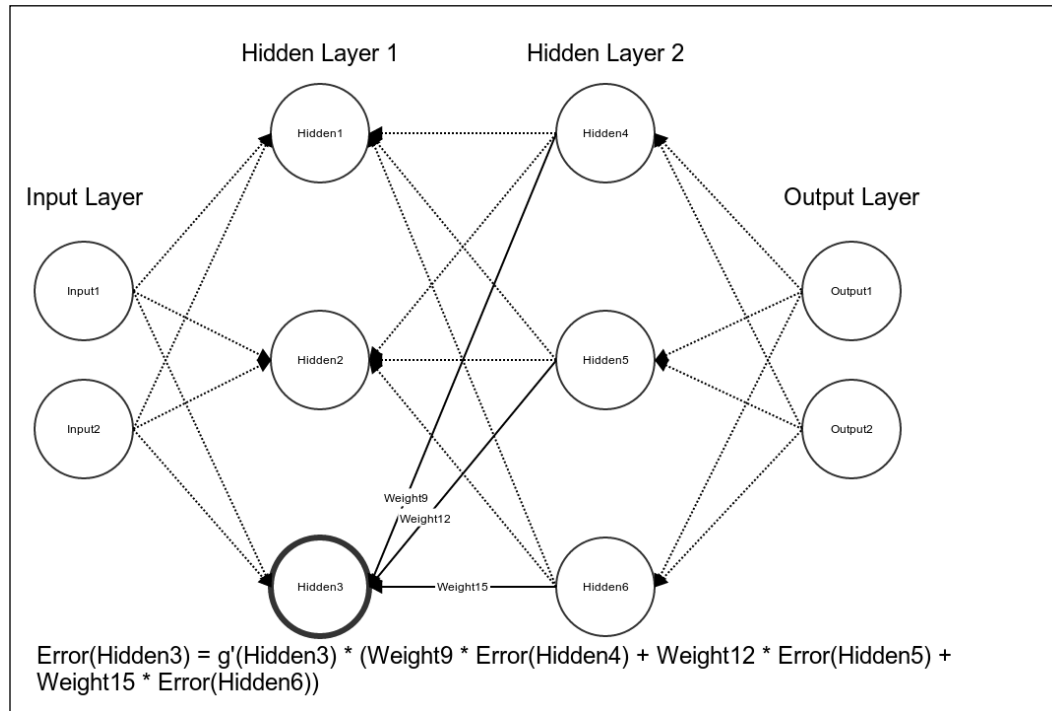 Hidden Layer 1
Hidden Layer 2
Hidden1
Hidden4
Input Layer
Output Layer
Input1
Output1
Hidden2
Hidden5
Input2
Output2
Weight9
Weight12
Hidden3
Weight15
Hidden6
Error(Hidden3) = g'(Hidden3) * (Weight9 * Error(Hidden4) + Weight12 * Error(Hidden5) +
Weight15 * Error(Hidden6))